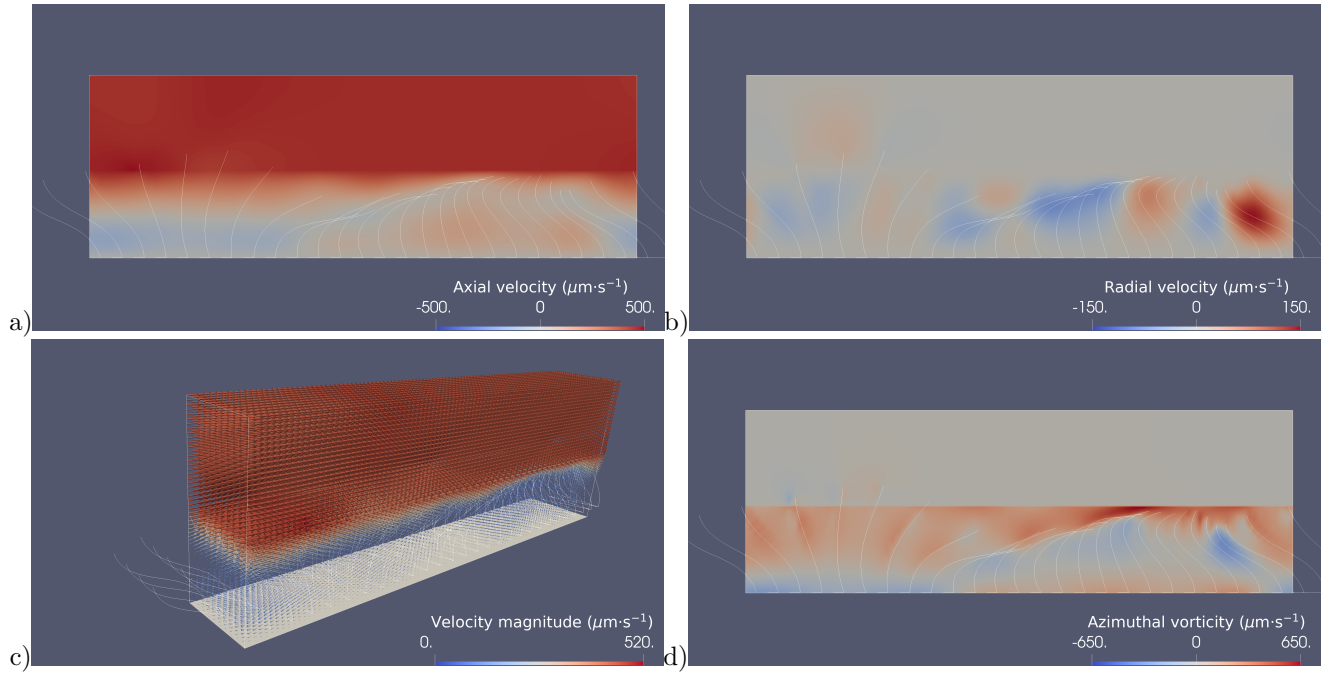 Axial velocity (μm·s⁻¹)
-500. 0 500.
a)
Radial velocity (μm·s⁻¹)
-150. 0 150.
b)
Velocity magnitude (μm·s⁻¹)
0. 520.
c)
Azimuthal vorticity (μm·s⁻¹)
-650. 0 650.
d)